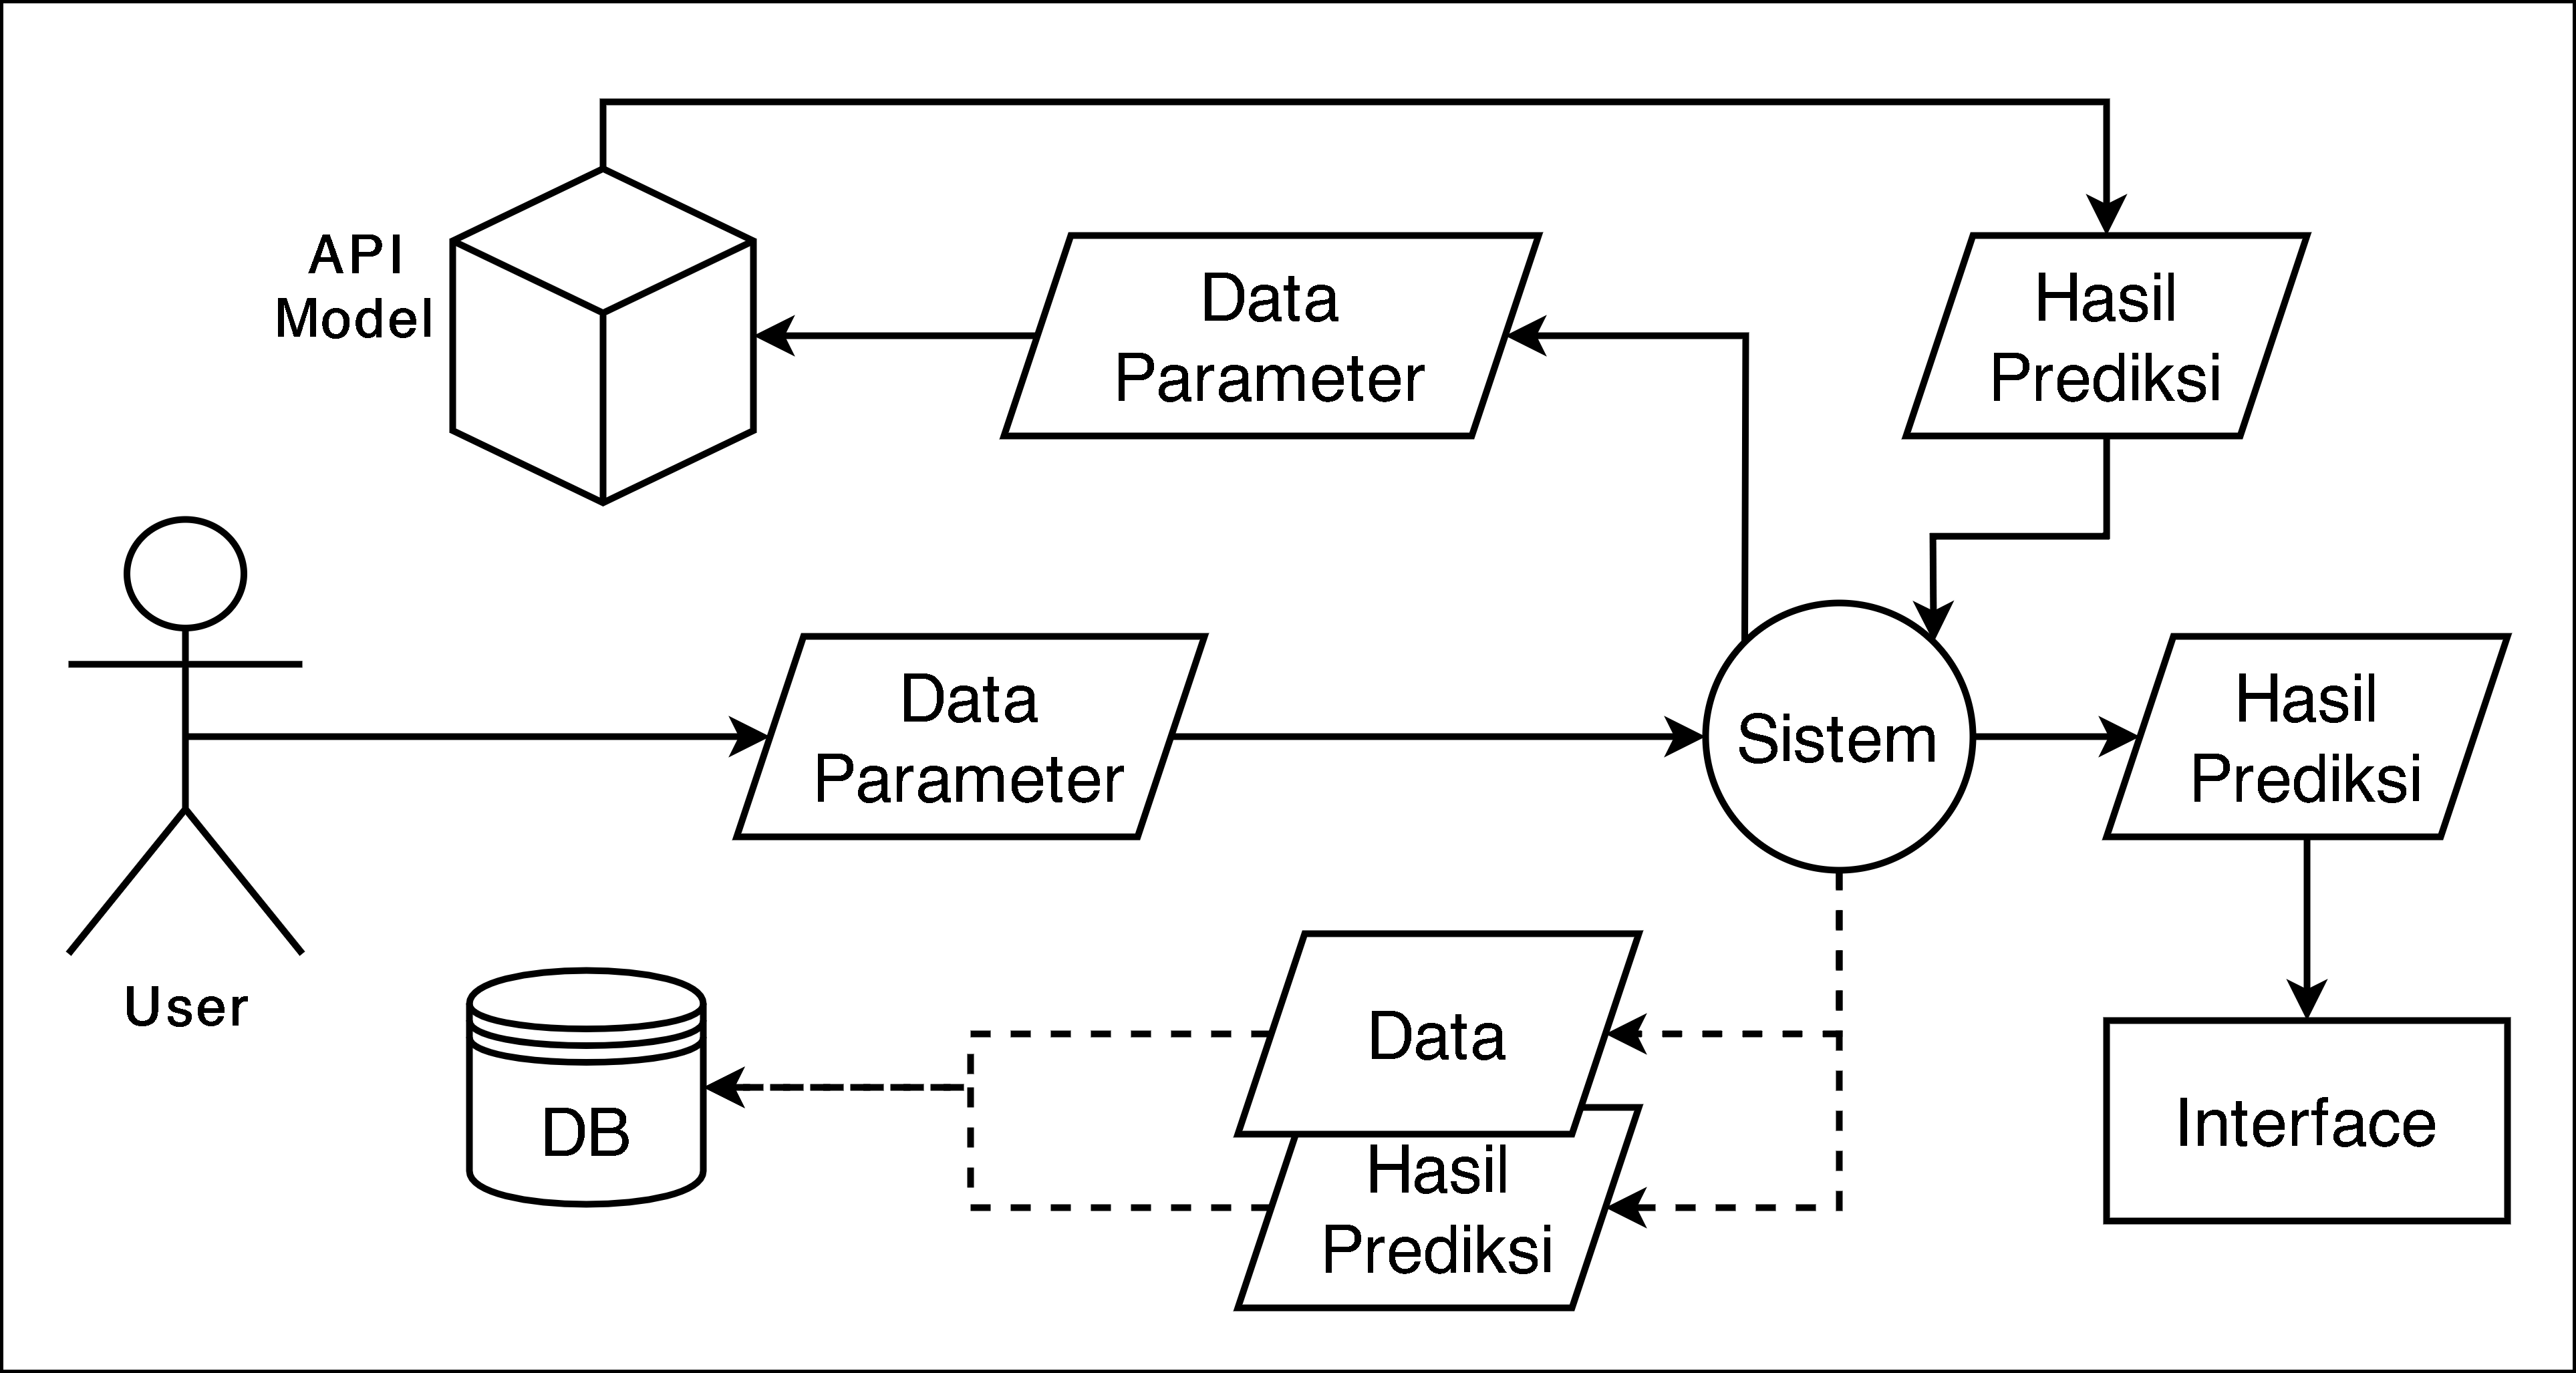 API
Model
Data
Parameter
Hasil
Prediksi
User
Data
Parameter
Sistem
Hasil
Prediksi
DB
Data
Hasil
Prediksi
Interface